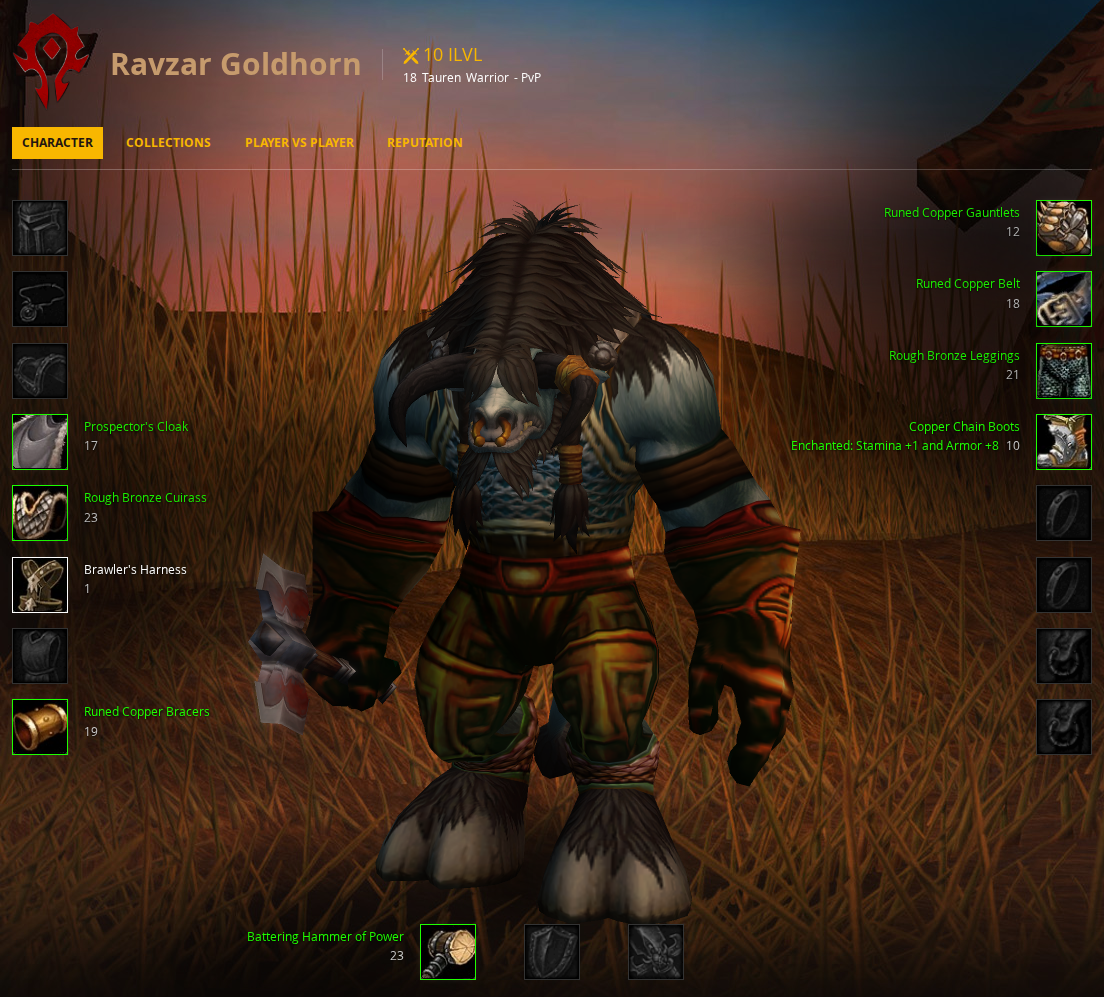 Ravzar Goldhorn
10 ILVL
18 Tauren Warrior - PvP
CHARACTER
COLLECTIONS
PLAYER VS PLAYER
REPUTATION
Prospector's Cloak
17
Rough Bronze Cuirass
23
Brawler's Harness
1
Runed Copper Bracers
19
Runed Copper Gauntlets
12
Runed Copper Belt
18
Rough Bronze Leggings
21
Copper Chain Boots
Enchanted: Stamina +1 and Armor +8 10
Battering Hammer of Power
23